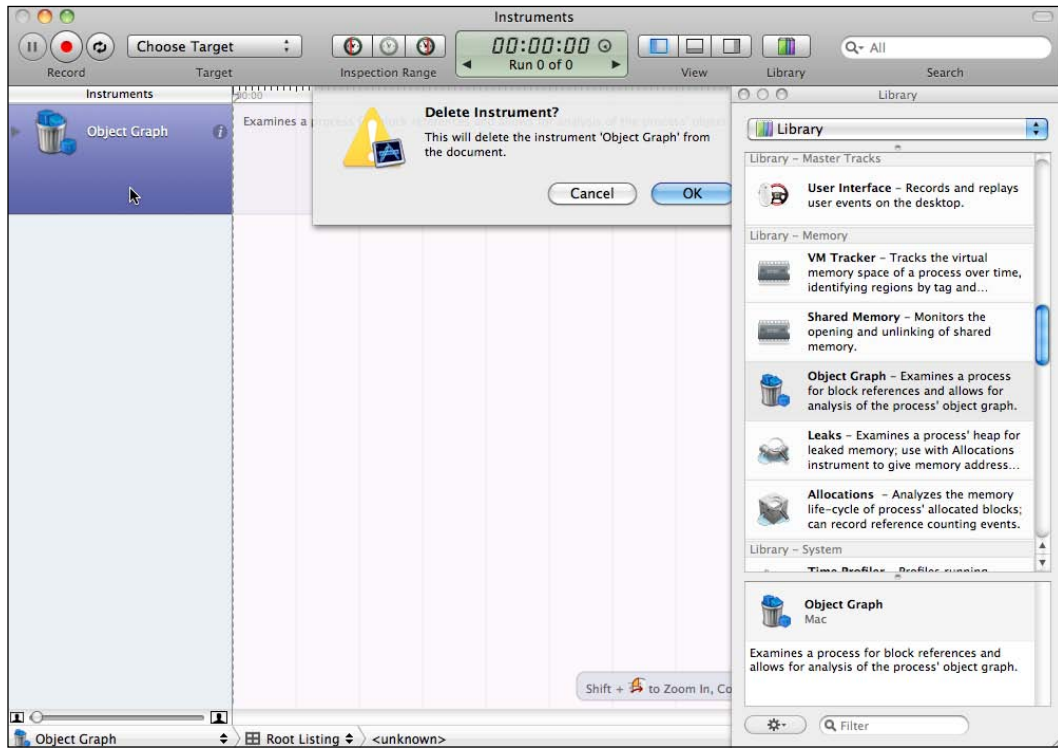 Instruments
Choose Target
00:00:00
Run 0 of 0
All
Record
Target
Inspection Range
View
Library
Search
Instruments
00:00
Object Graph
Examines a
Delete Instrument?
This will delete the instrument 'Object Graph' from
the document.
Cancel
OK
Library
Library
Library – Master Tracks
User Interface – Records and replays
user events on the desktop.
Library – Memory
VM Tracker – Tracks the virtual
memory space of a process over time,
identifying regions by tag and...
Shared Memory – Monitors the
opening and unlinking of shared
memory.
Object Graph – Examines a process
for block references and allows for
analysis of the process' object graph.
Leaks – Examines a process' heap for
leaked memory; use with Allocations
instrument to give memory address...
Allocations – Analyzes the memory
life-cycle of process' allocated blocks;
can record reference counting events.
Library – System
Time Profiler – Profiles running
Object Graph
Mac
Examines a process for block references and
allows for analysis of the process' object graph.
Shift + to Zoom In, Co
Filter
Object Graph
Root Listing
<unknown>